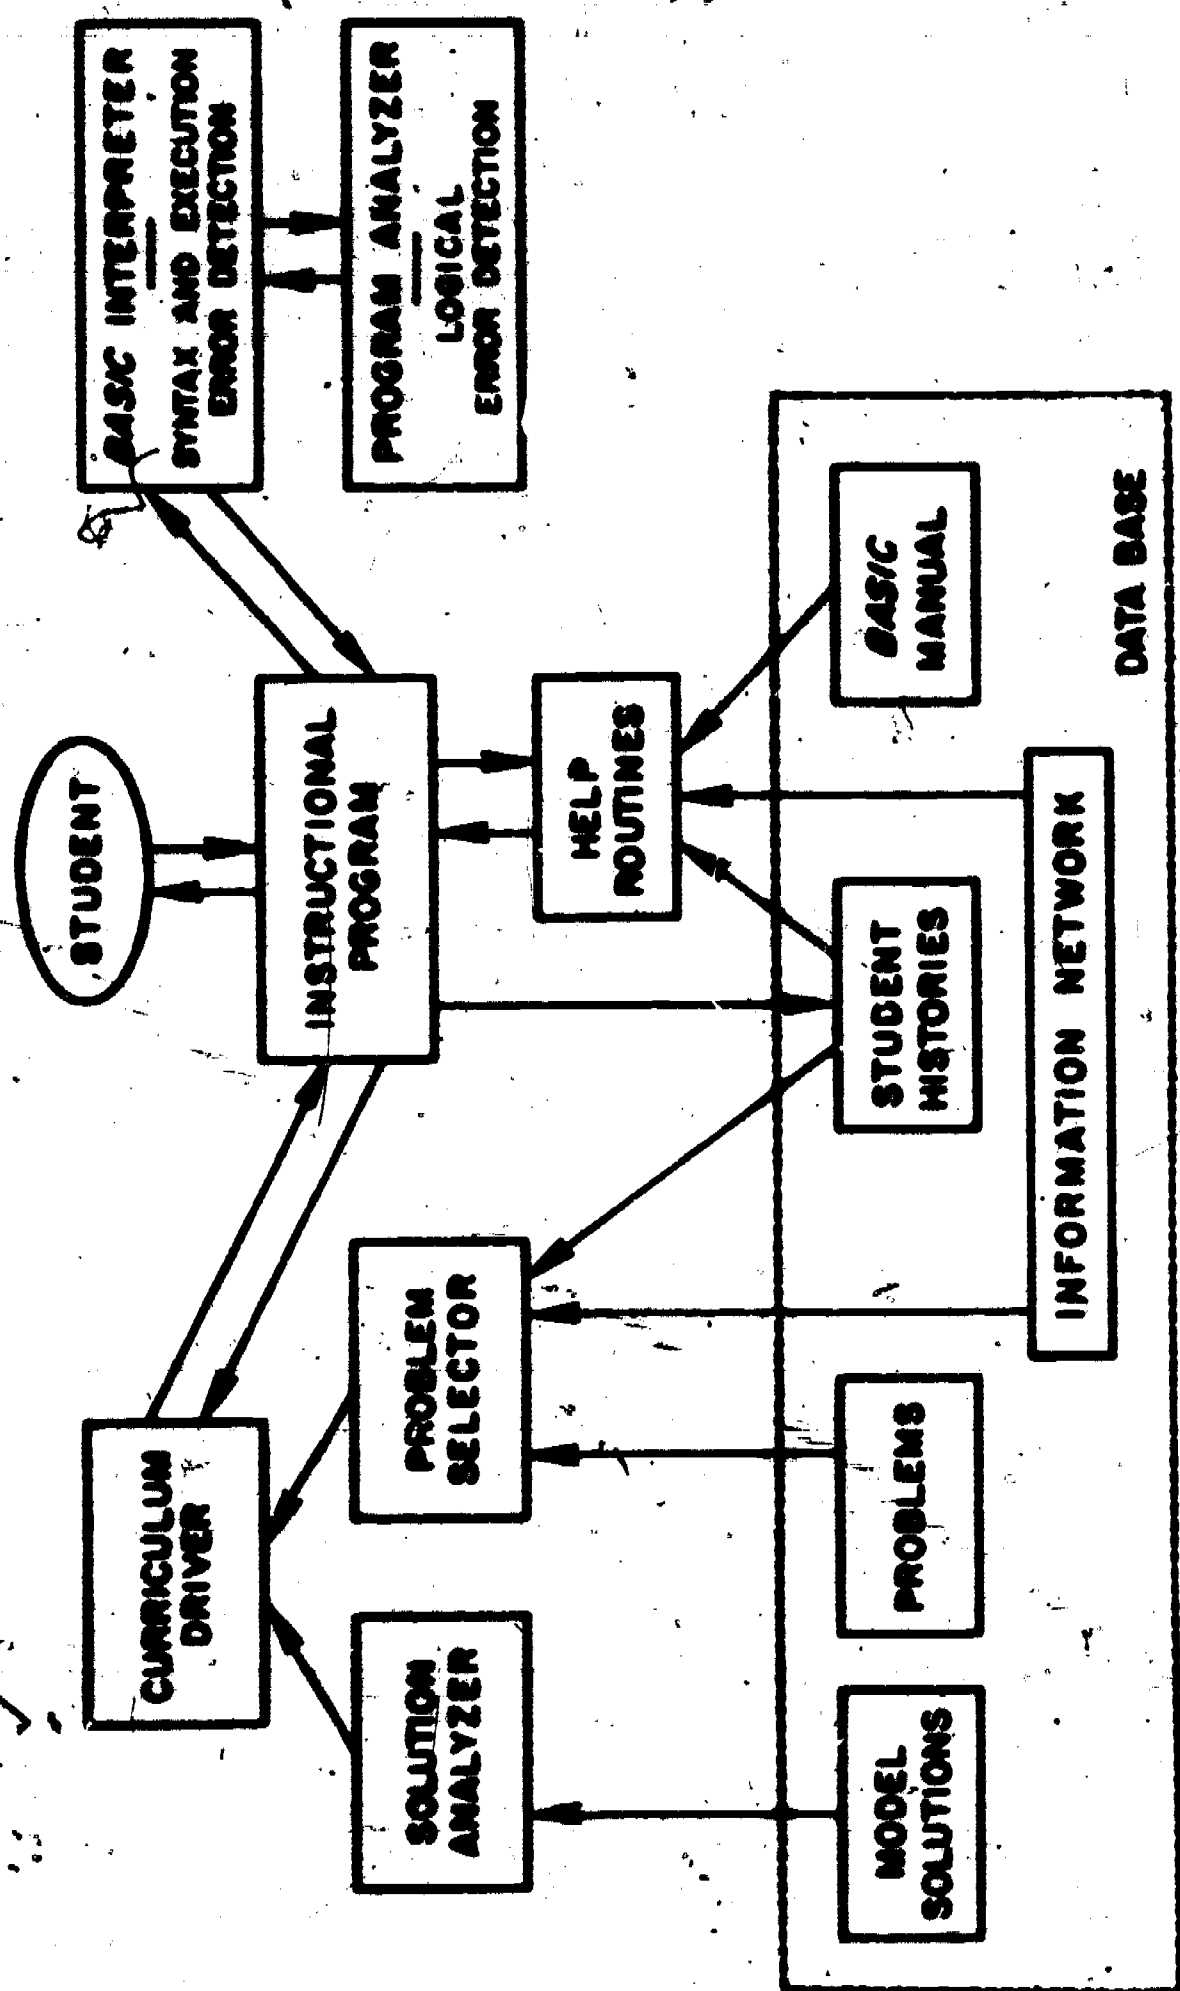 STUDENT
CURRICULUM
DRIVER
INSTRUCTIONAL
PROGRAM
BASIC INTERPRETER
SYNTAX AND EXECUTION
ERROR DETECTION
SOLUTION
ANALYZER
PROBLEM
SELECTOR
HELP
ROUTINES
PROGRAM ANALYZER
LOGICAL
ERROR DETECTION
MODEL
SOLUTIONS
PROBLEMS
STUDENT
HISTORIES
BASIC
MANUAL
INFORMATION NETWORK
DATA BASE